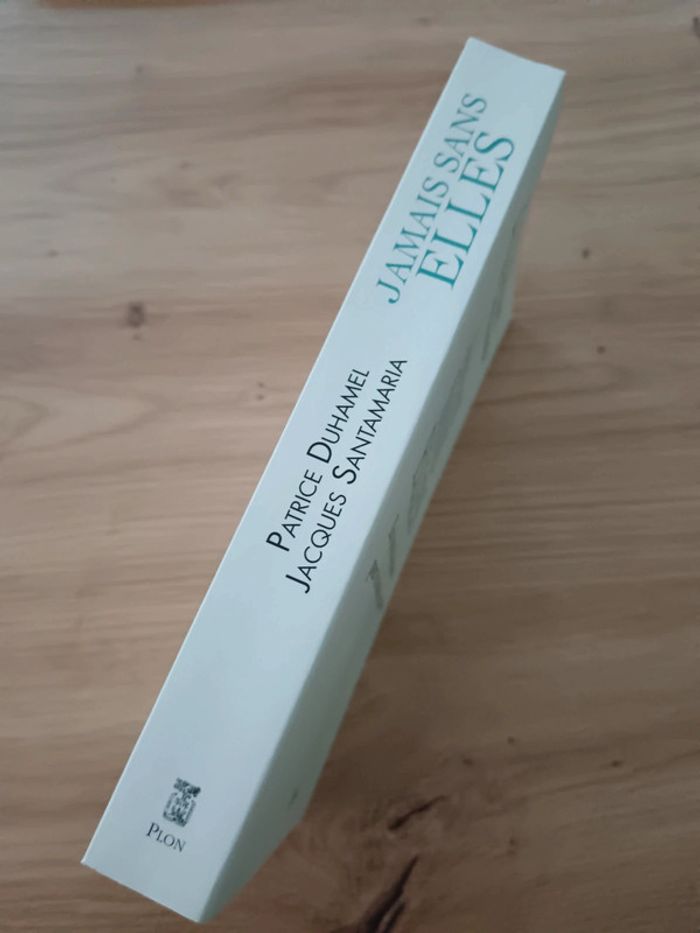 JAMAIS SANS
ELLES
PATRICE DUHAMEL
JACQUES SANTAMARIA
PLON